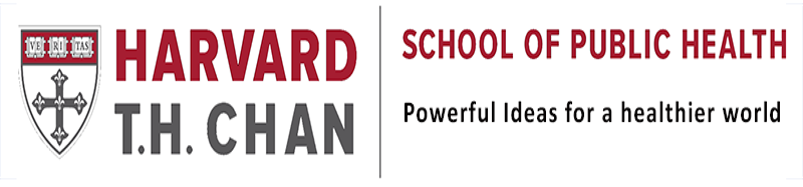 VE RI TAS
HARVARD
T.H. CHAN
SCHOOL OF PUBLIC HEALTH
Powerful Ideas for a healthier world